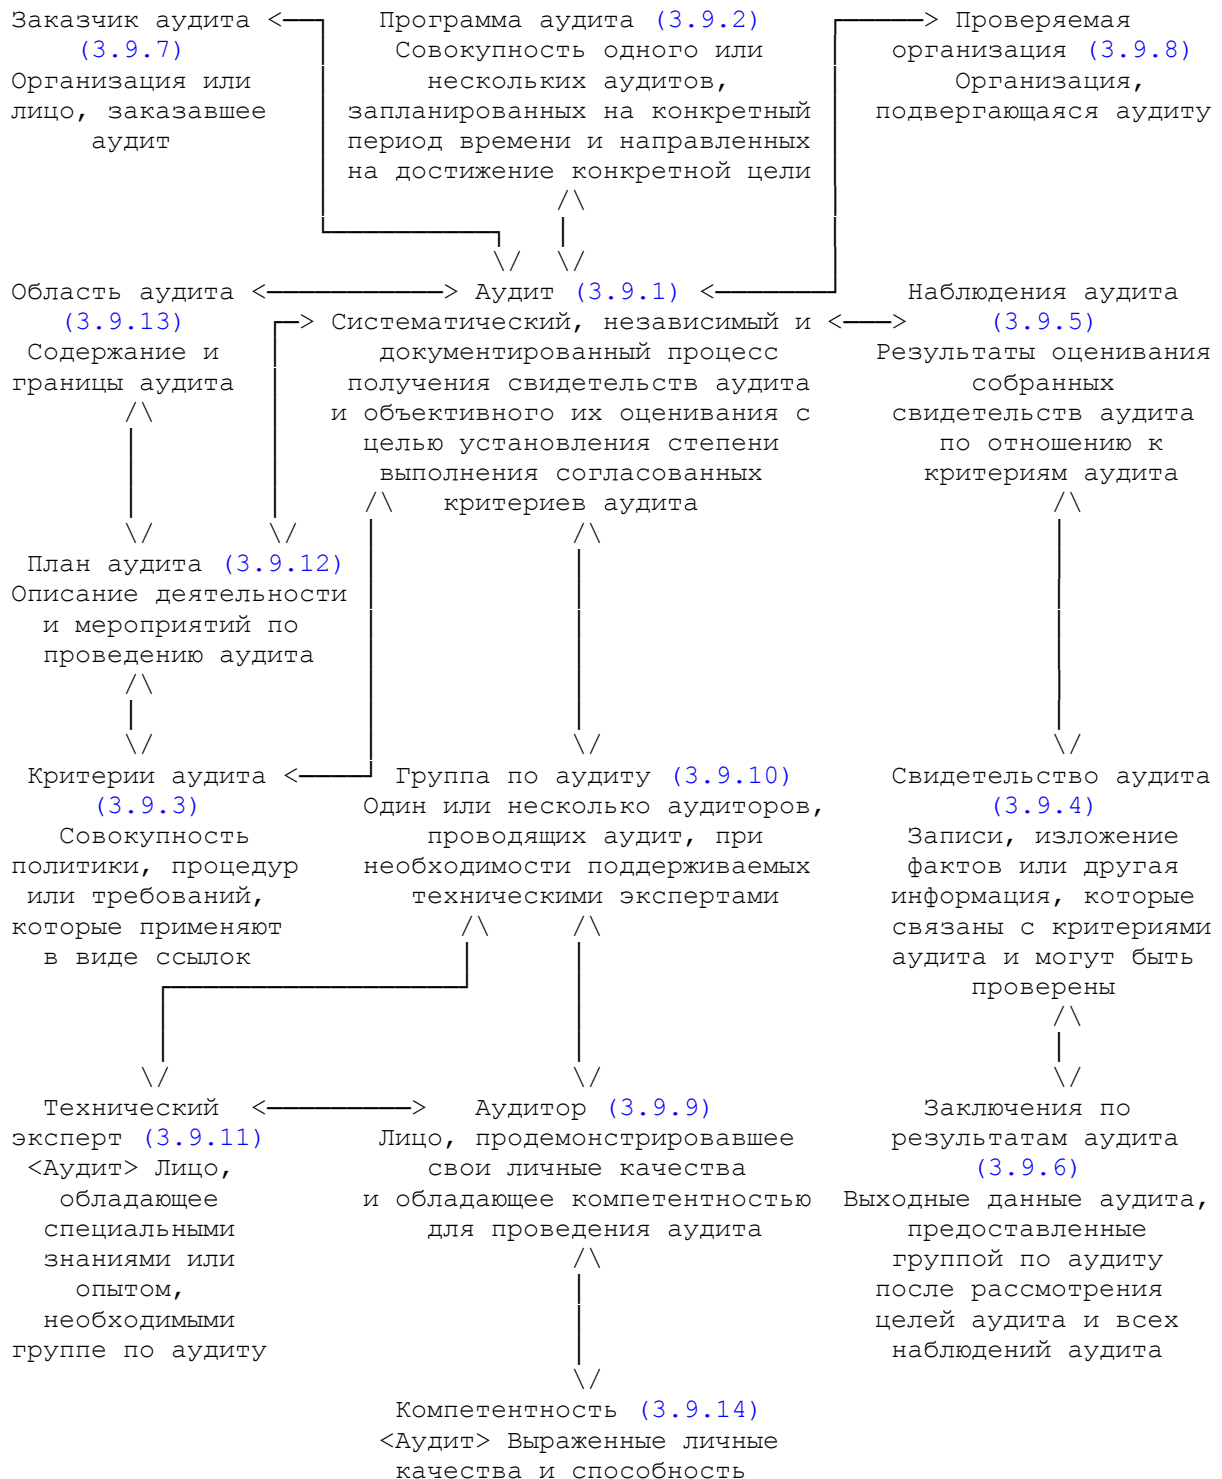 Заказчик аудита
(3.9.7)
Организация или
лицо, заказавшее
аудит
Программа аудита (3.9.2)
Совокупность одного или
нескольких аудитов,
запланированных на конкретный
период времени и направленных
на достижение конкретной цели
Проверяемая
организация (3.9.8)
Организация,
подвергающаяся аудиту
Область аудита
(3.9.13)
Содержание и
границы аудита
Аудит (3.9.1)
Систематический, независимый и
документированный процесс
получения свидетельств аудита
и объективного их оценивания с
целью установления степени
выполнения согласованных
критериев аудита
Наблюдения аудита
(3.9.5)
Результаты оценивания
собранных
свидетельств аудита
по отношению к
критериям аудита
План аудита (3.9.12)
Описание деятельности
и мероприятий по
проведению аудита
Критерии аудита
(3.9.3)
Совокупность
политики, процедур
или требований,
которые применяют
в виде ссылок
Группа по аудиту (3.9.10)
Один или несколько аудиторов,
проводящих аудит, при
необходимости поддерживаемых
техническими экспертами
Свидетельство аудита
(3.9.4)
Записи, изложение
фактов или другая
информация, которые
связаны с критериями
аудита и могут быть
проверены
Технический
эксперт (3.9.11)
<Аудит> Лицо,
обладающее
специальными
знаниями или
опытом,
необходимыми
группе по аудиту
Аудитор (3.9.9)
Лицо, продемонстрировавшее
свои личные качества
и обладающее компетентностью
для проведения аудита
Заключения по
результатам аудита
(3.9.6)
Выходные данные аудита,
предоставленные
группой по аудиту
после рассмотрения
целей аудита и всех
наблюдений аудита
Компетентность (3.9.14)
<Аудит> Выраженные личные
качества и способность